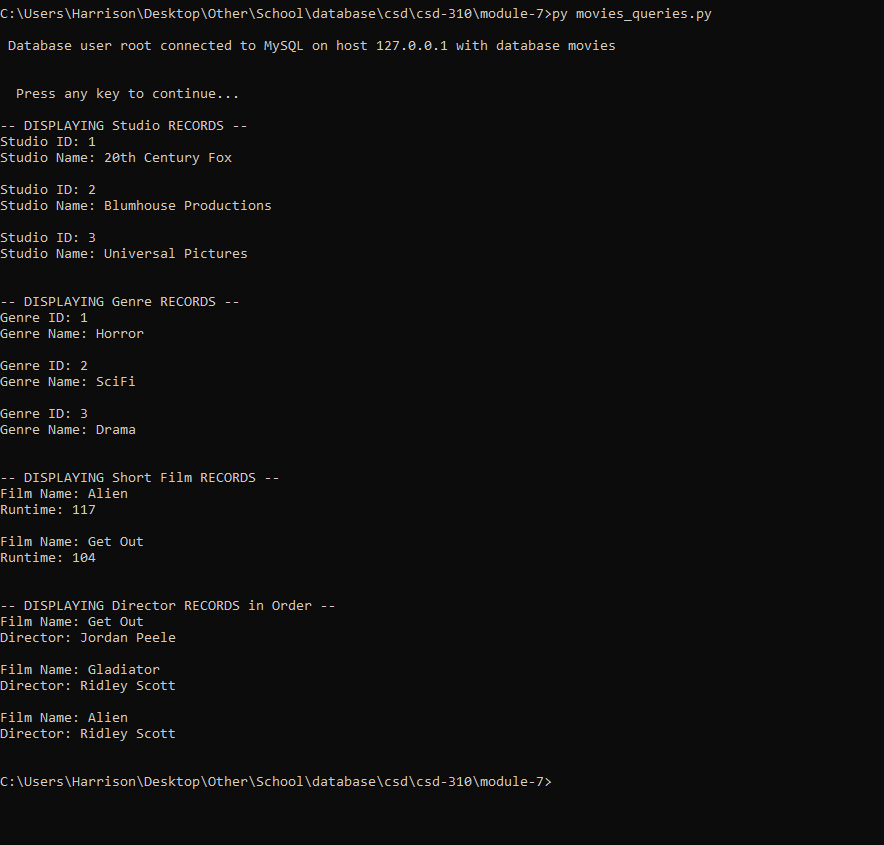 C:\Users\Harrison\Desktop\Other\School\database\csd\csd-310\module-7>py movies_queries.py
Database user root connected to MySQL on host 127.0.0.1 with database movies
Press any key to continue...
-- DISPLAYING Studio RECORDS --
Studio ID: 1
Studio Name: 20th Century Fox
Studio ID: 2
Studio Name: Blumhouse Productions
Studio ID: 3
Studio Name: Universal Pictures
-- DISPLAYING Genre RECORDS --
Genre ID: 1
Genre Name: Horror
Genre ID: 2
Genre Name: SciFi
Genre ID: 3
Genre Name: Drama
-- DISPLAYING Short Film RECORDS --
Film Name: Alien
Runtime: 117
Film Name: Get Out
Runtime: 104
-- DISPLAYING Director RECORDS in Order --
Film Name: Get Out
Director: Jordan Peele
Film Name: Gladiator
Director: Ridley Scott
Film Name: Alien
Director: Ridley Scott
C:\Users\Harrison\Desktop\Other\School\database\csd\csd-310\module-7>